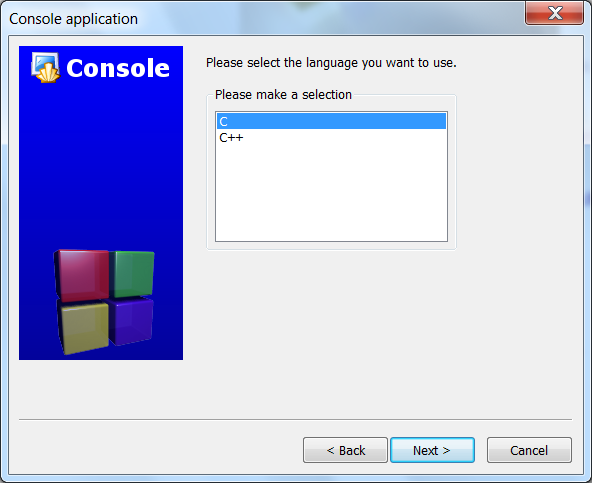 Console application
Console
Please select the language you want to use.
Please make a selection
C
C++
< Back
Next >
Cancel